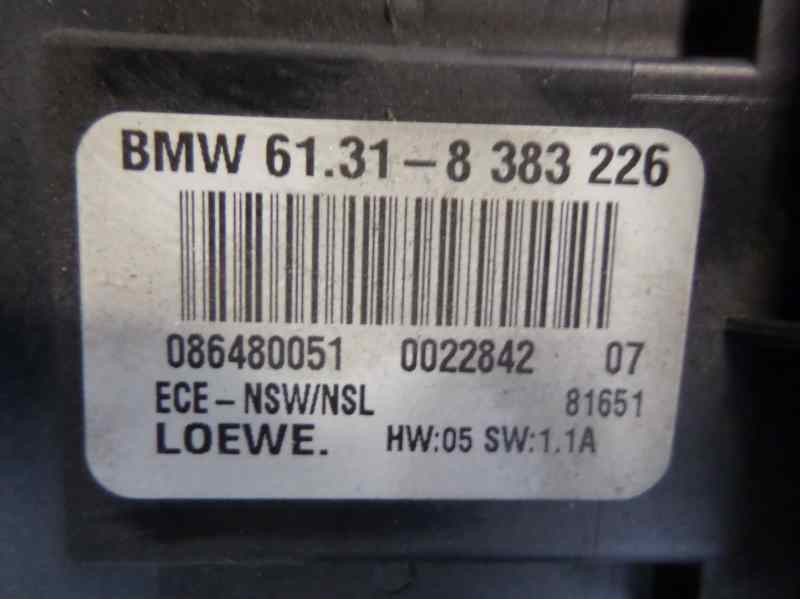 BMW 61.31-8 383 226
086480051 0022842 07
ECE-NSW/NSL 81651
LOEWE. HW:05 SW:1.1A